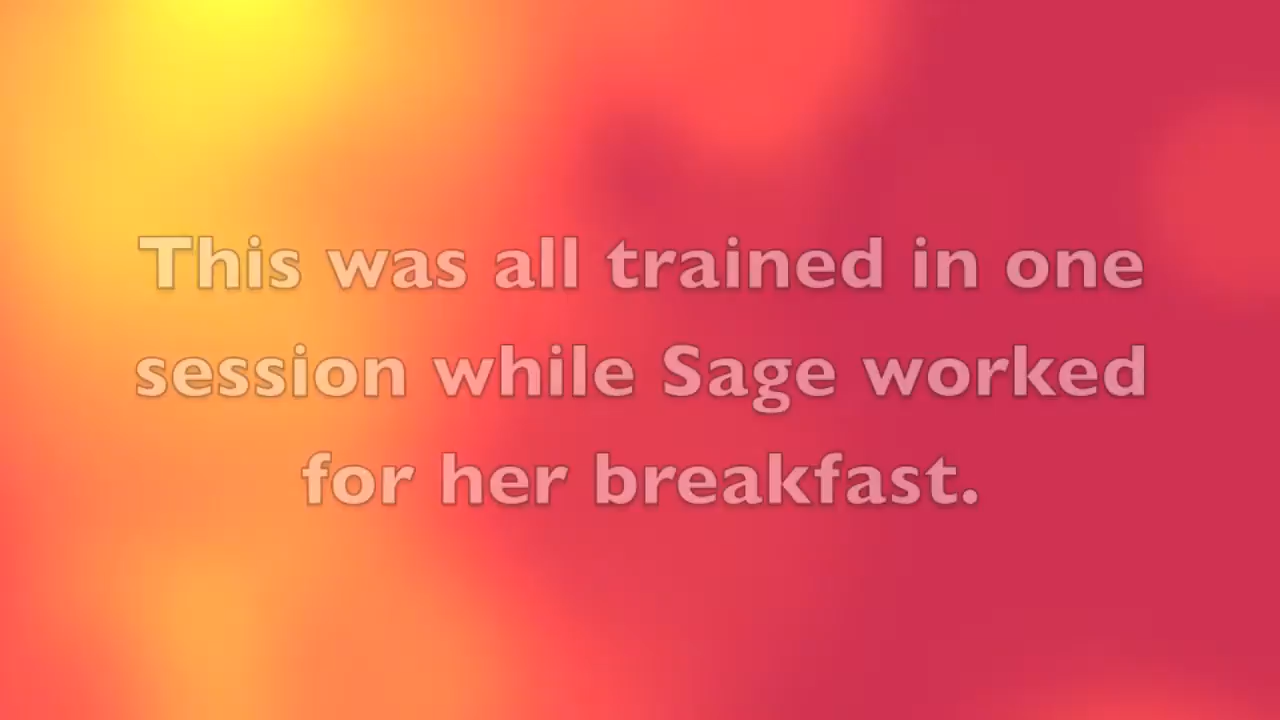 This was all trained in one
session while Sage worked
for her breakfast.